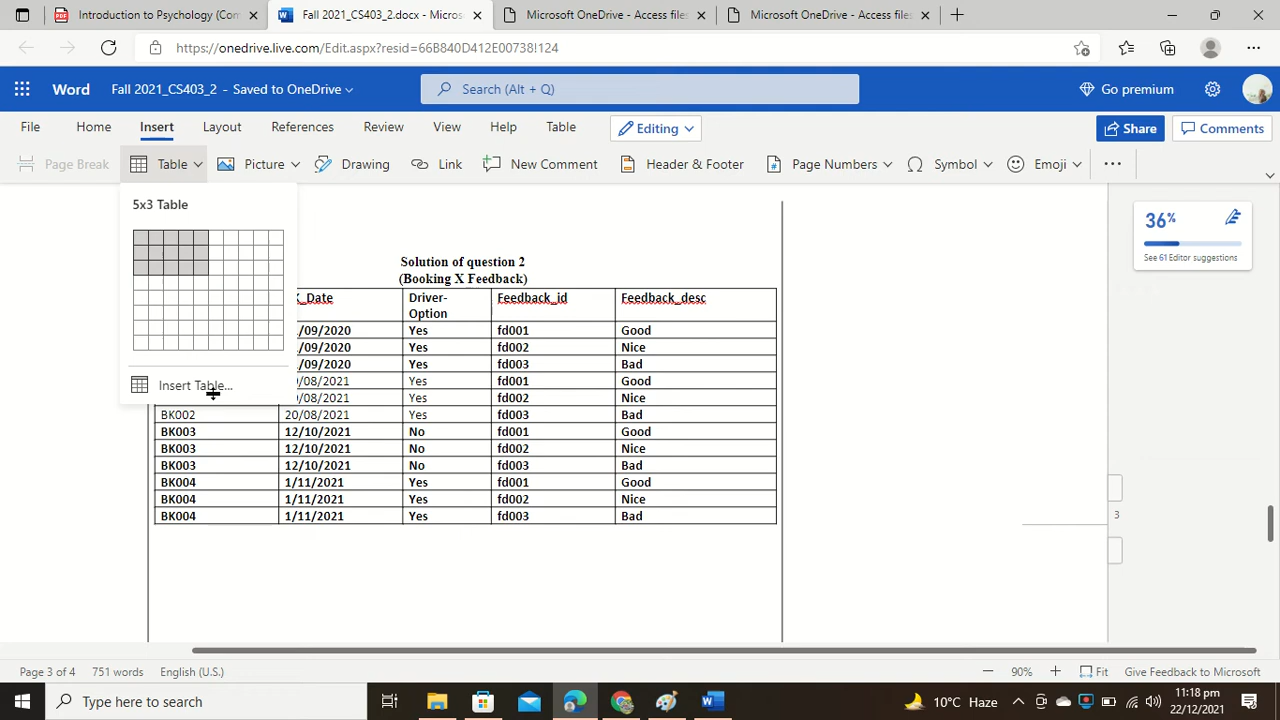 Introduction to Psychology (Com
Fall 2021_CS403_2.docx - Micros
Microsoft OneDrive - Access files
Microsoft OneDrive - Access files
https://onedrive.live.com/Edit.aspx?resid=66B840D412E00738!124
Word
Fall 2021_CS403_2 - Saved to OneDrive
Search (Alt + Q)
Go premium
File Home Insert Layout References Review View Help Table Editing Share Comments
Page Break Table Picture Drawing Link New Comment Header & Footer Page Numbers Symbol Emoji
5x3 Table
Insert Table...
36%
See 61 Editor suggestions
Solution of question 2
(Booking X Feedback)
_Date Driver-Option Feedback_id Feedback_desc
/09/2020 Yes fd001 Good
/09/2020 Yes fd002 Nice
/09/2020 Yes fd003 Bad
/08/2021 Yes fd001 Good
/08/2021 Yes fd002 Nice
BK002 20/08/2021 Yes fd003 Bad
BK003 12/10/2021 No fd001 Good
BK003 12/10/2021 No fd002 Nice
BK003 12/10/2021 No fd003 Bad
BK004 1/11/2021 Yes fd001 Good
BK004 1/11/2021 Yes fd002 Nice
BK004 1/11/2021 Yes fd003 Bad
3
Page 3 of 4 751 words English (U.S.) 90% Fit Give Feedback to Microsoft
Type here to search
10°C Haze
11:18 pm
22/12/2021